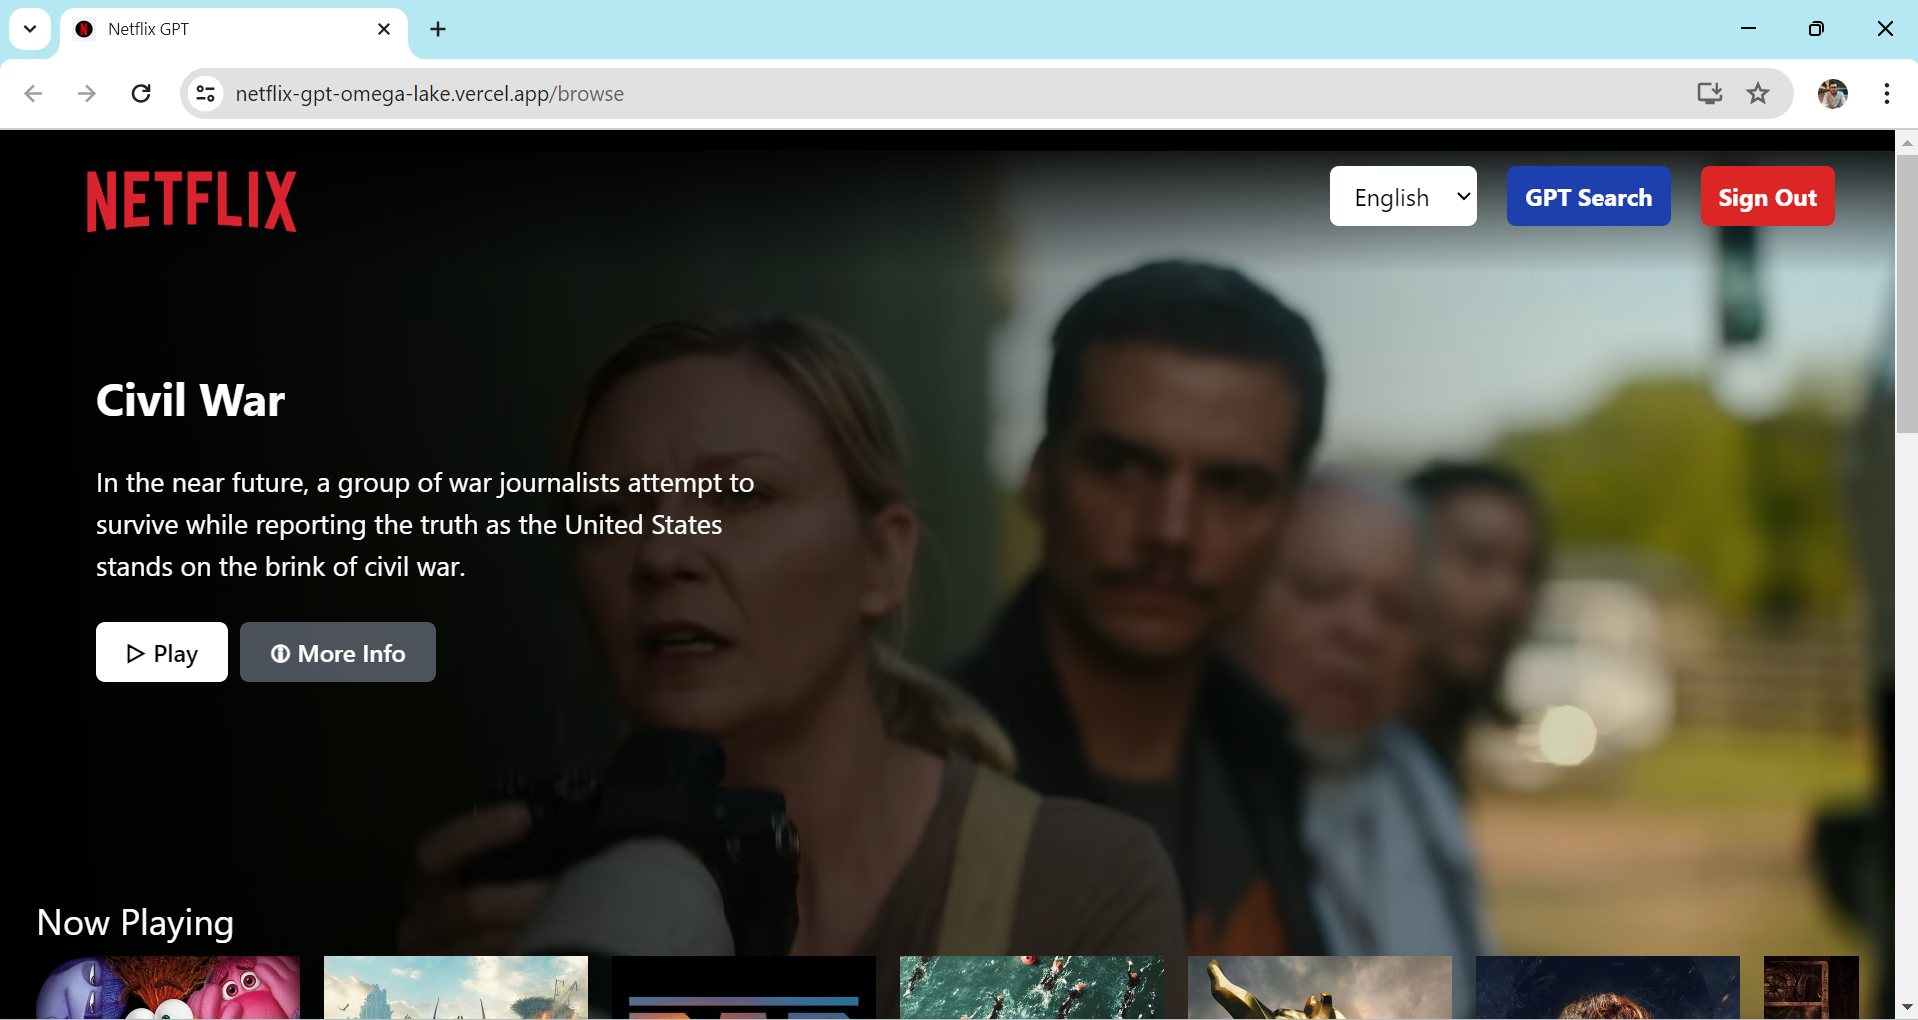 Netflix GPT
netflix-gpt-omega-lake.vercel.app/browse
NETFLIX
English
GPT Search
Sign Out
Civil War
In the near future, a group of war journalists attempt to
survive while reporting the truth as the United States
stands on the brink of civil war.
Play
More Info
Now Playing